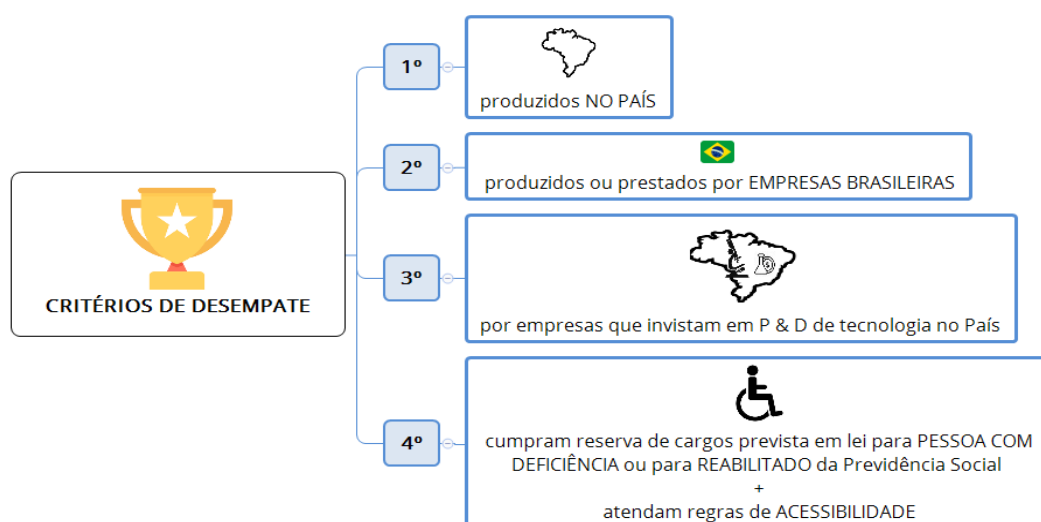 CRITÉRIOS DE DESEMPATE
1º
produzidos NO PAÍS
2º
produzidos ou prestados por EMPRESAS BRASILEIRAS
3º
por empresas que invistam em P & D de tecnologia no País
4º
cumpram reserva de cargos prevista em lei para PESSOA COM
DEFICIÊNCIA ou para REABILITADO da Previdência Social
+
atendam regras de ACESSIBILIDADE